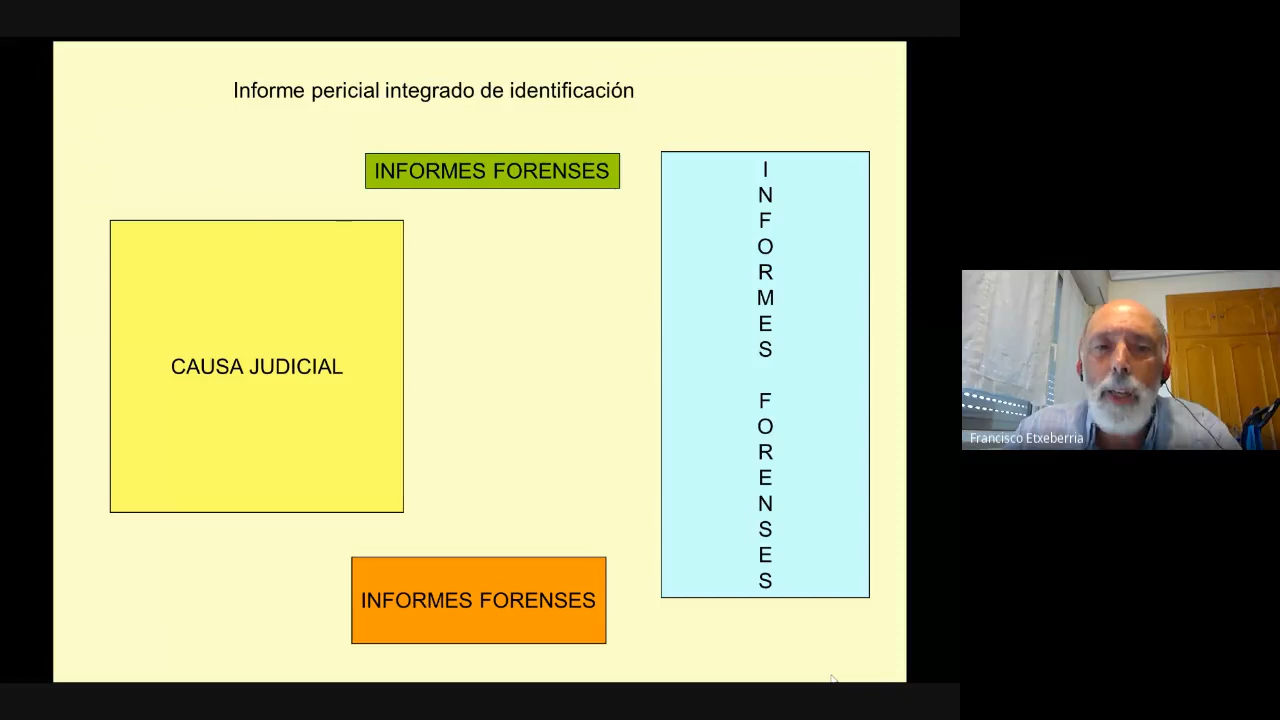 Informe pericial integrado de identificación
INFORMES FORENSES
I
N
F
O
R
M
E
S
F
O
R
E
N
S
E
S
CAUSA JUDICIAL
INFORMES FORENSES
Francisco Etxeberria